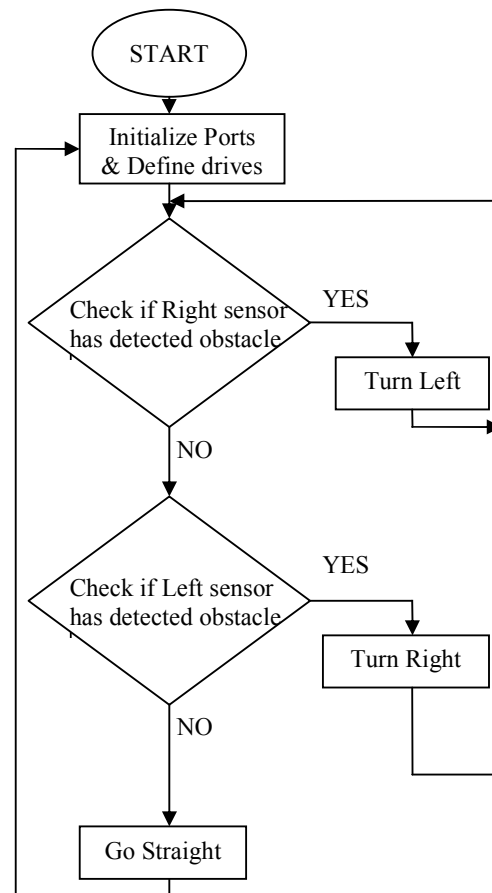 START
Initialize Ports
& Define drives
Check if Right sensor
has detected obstacle
YES
Turn Left
NO
Check if Left sensor
has detected obstacle
YES
Turn Right
NO
Go Straight